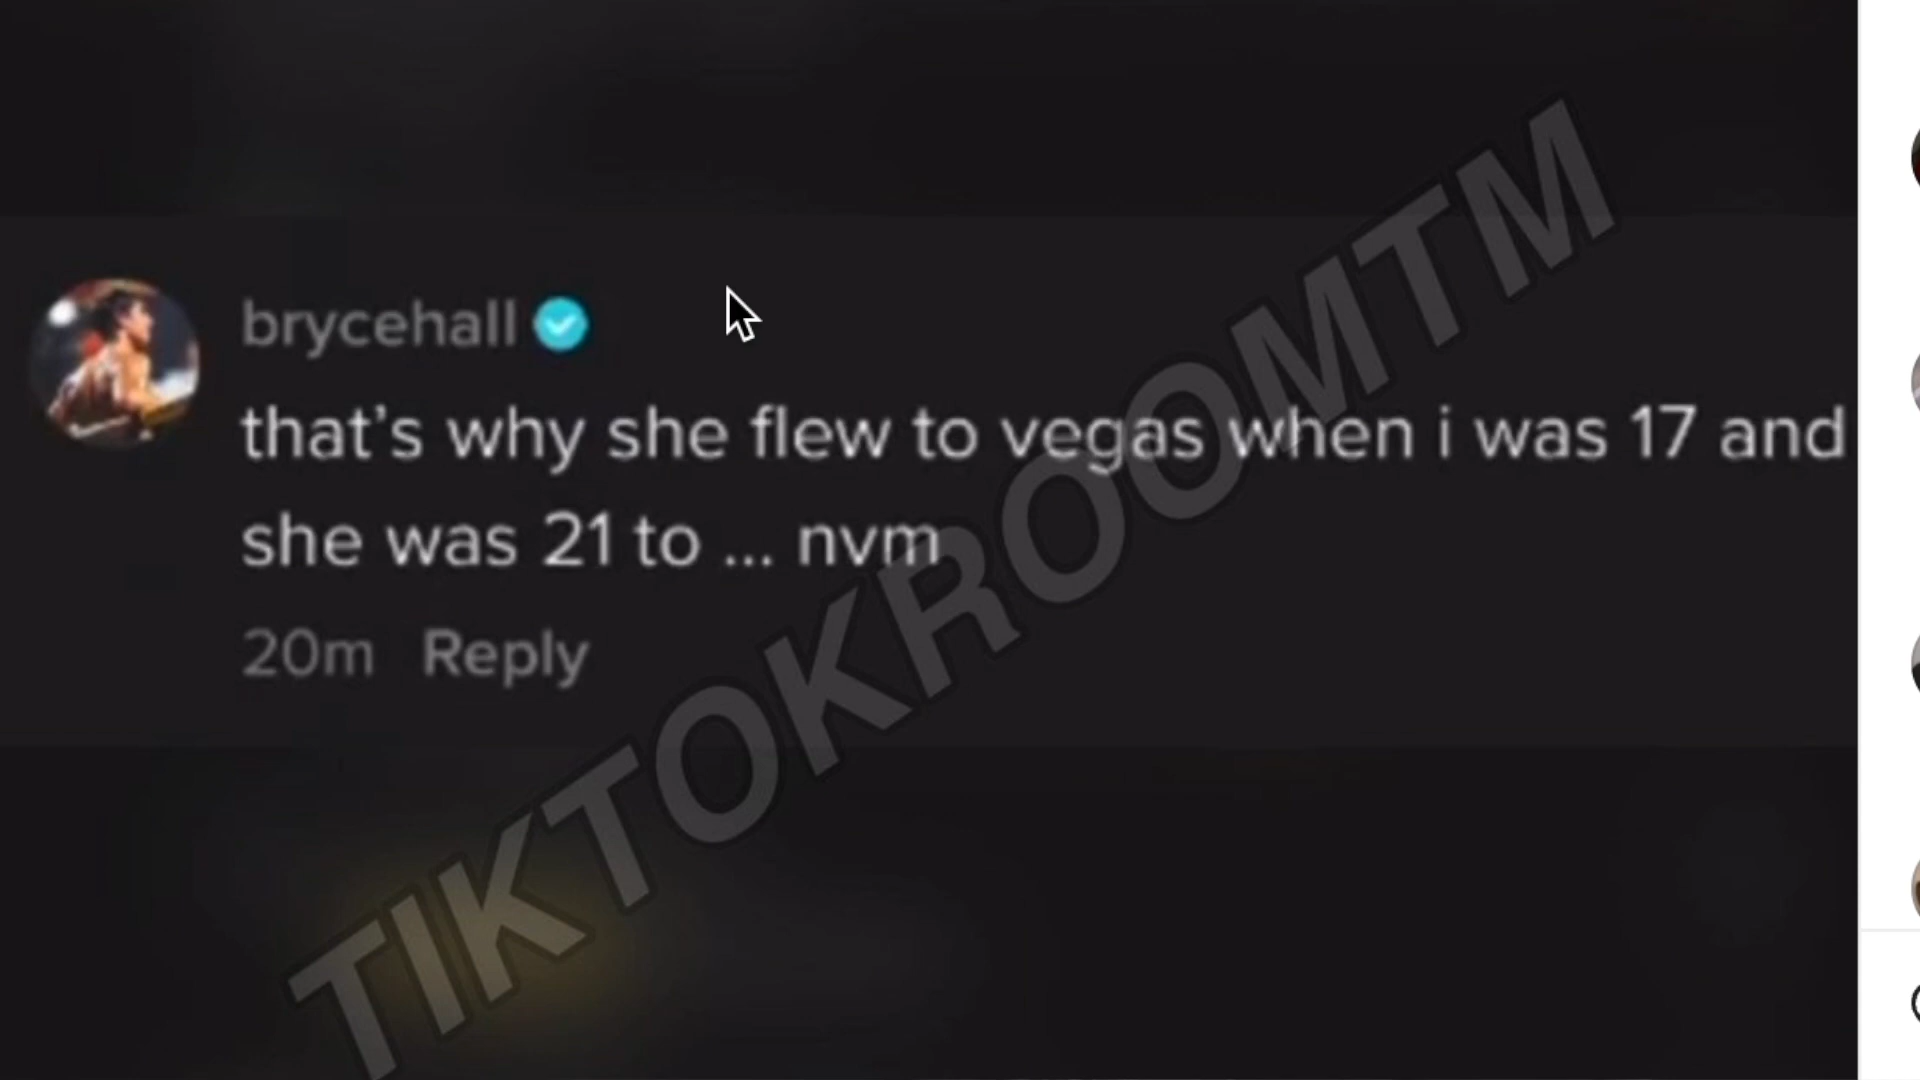 brycehall
that's why she flew to vegas when i was 17 and
she was 21 to ... nvm
20m Reply
TIKTOKROOMTM